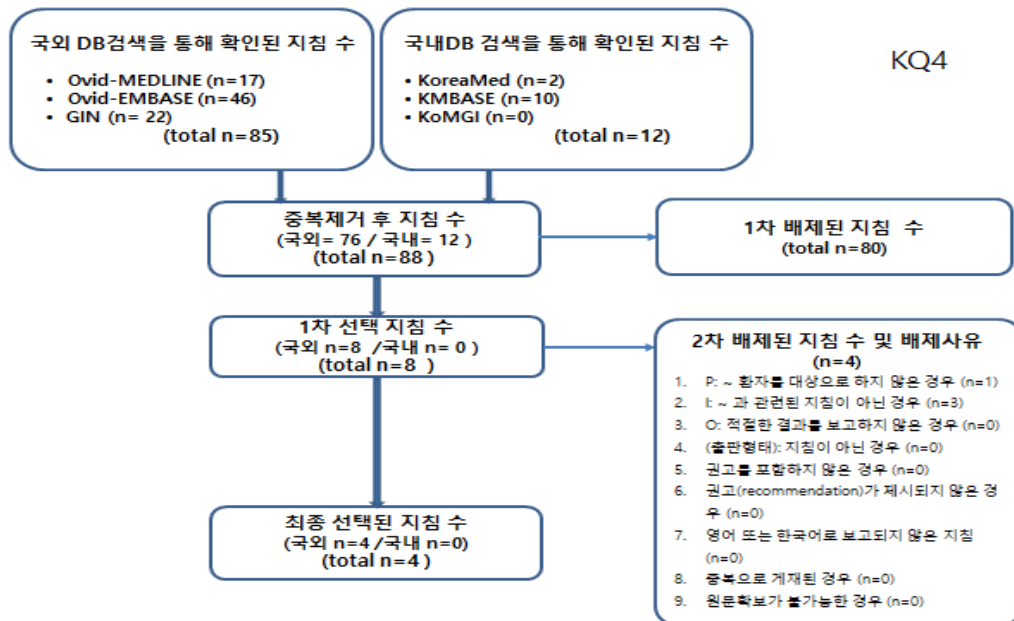 국외 DB검색을 통해 확인된 지침 수
• Ovid-MEDLINE (n=17)
• Ovid-EMBASE (n=46)
• GIN (n= 22)
(total n=85)
국내DB 검색을 통해 확인된 지침 수
• KoreaMed (n=2)
• KMBASE (n=10)
• KoMGI (n=0)
(total n=12)
KQ4
중복제거 후 지침 수
(국외= 76 / 국내= 12 )
(total n=88 )
1차 배제된 지침 수
(total n=80)
1차 선택 지침 수
(국외 n=8 /국내 n= 0 )
(total n=8 )
2차 배제된 지침 수 및 배제사유
(n=4)
1. P: ~ 환자를 대상으로 하지 않은 경우 (n=1)
2. I: ~ 과 관련된 지침이 아닌 경우 (n=3)
3. O: 적절한 결과를 보고하지 않은 경우 (n=0)
4. (출판형태): 지침이 아닌 경우 (n=0)
5. 권고를 포함하지 않은 경우 (n=0)
6. 권고(recommendation)가 제시되지 않은 경
우 (n=0)
7. 영어 또는 한국어로 보고되지 않은 지침
(n=0)
8. 중복으로 게재된 경우 (n=0)
9. 원문확보가 불가능한 경우 (n=0)
최종 선택된 지침 수
(국외 n=4 /국내 n=0)
(total n=4 )